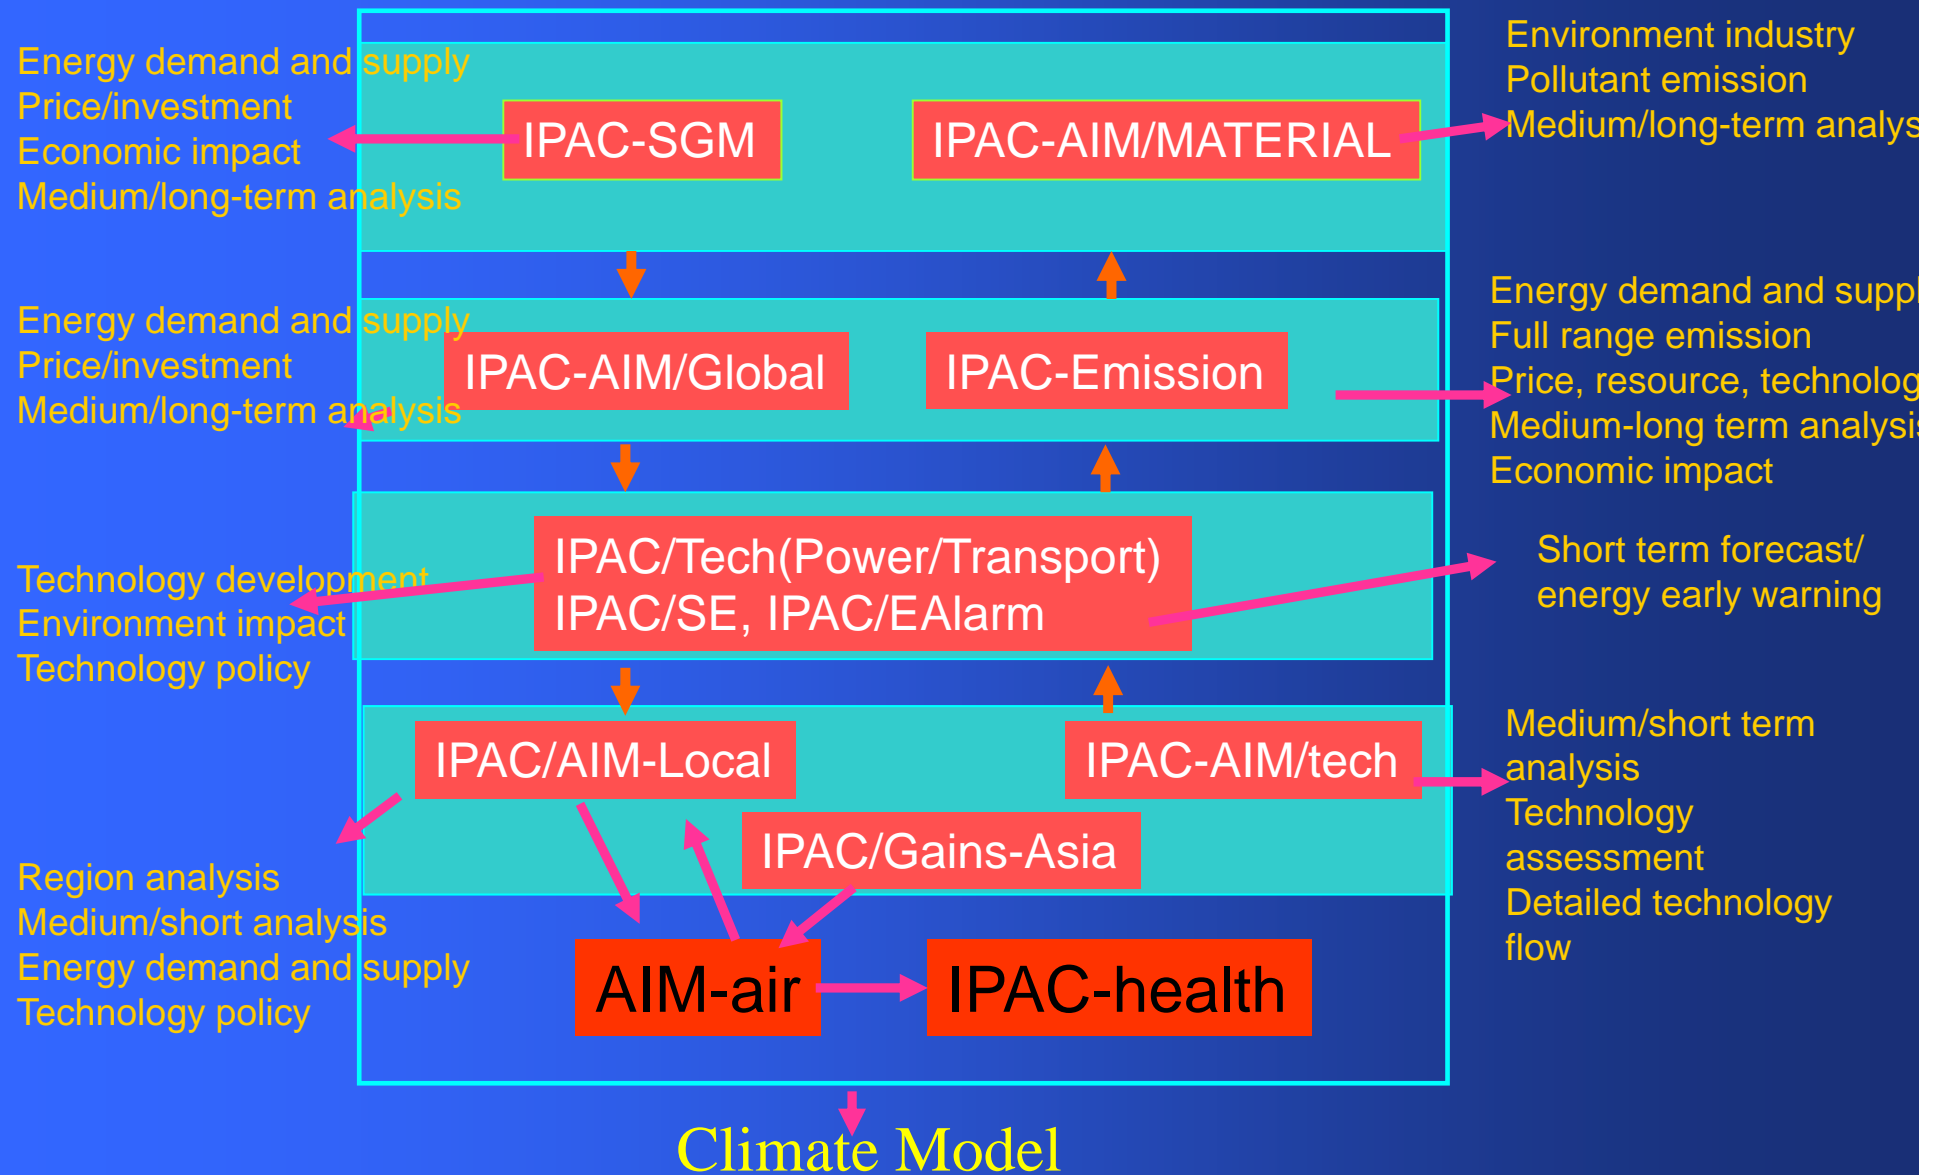 Energy demand and supply
Price/investment
Economic impact
Medium/long-term analysis
IPAC-SGM
IPAC-AIM/MATERIAL
Environment industry
Pollutant emission
Medium/long-term analys
Energy demand and supply
Price/investment
Medium/long-term analysis
IPAC-AIM/Global
IPAC-Emission
Energy demand and suppl
Full range emission
Price, resource, technolog
Medium-long term analysis
Economic impact
Technology development
Environment impact
Technology policy
IPAC/Tech(Power/Transport)
IPAC/SE, IPAC/EAlarm
Short term forecast/
energy early warning
IPAC/AIM-Local
IPAC-AIM/tech
IPAC/Gains-Asia
Medium/short term
analysis
Technology
assessment
Detailed technology
flow
Region analysis
Medium/short analysis
Energy demand and supply
Technology policy
AIM-air
IPAC-health
Climate Model